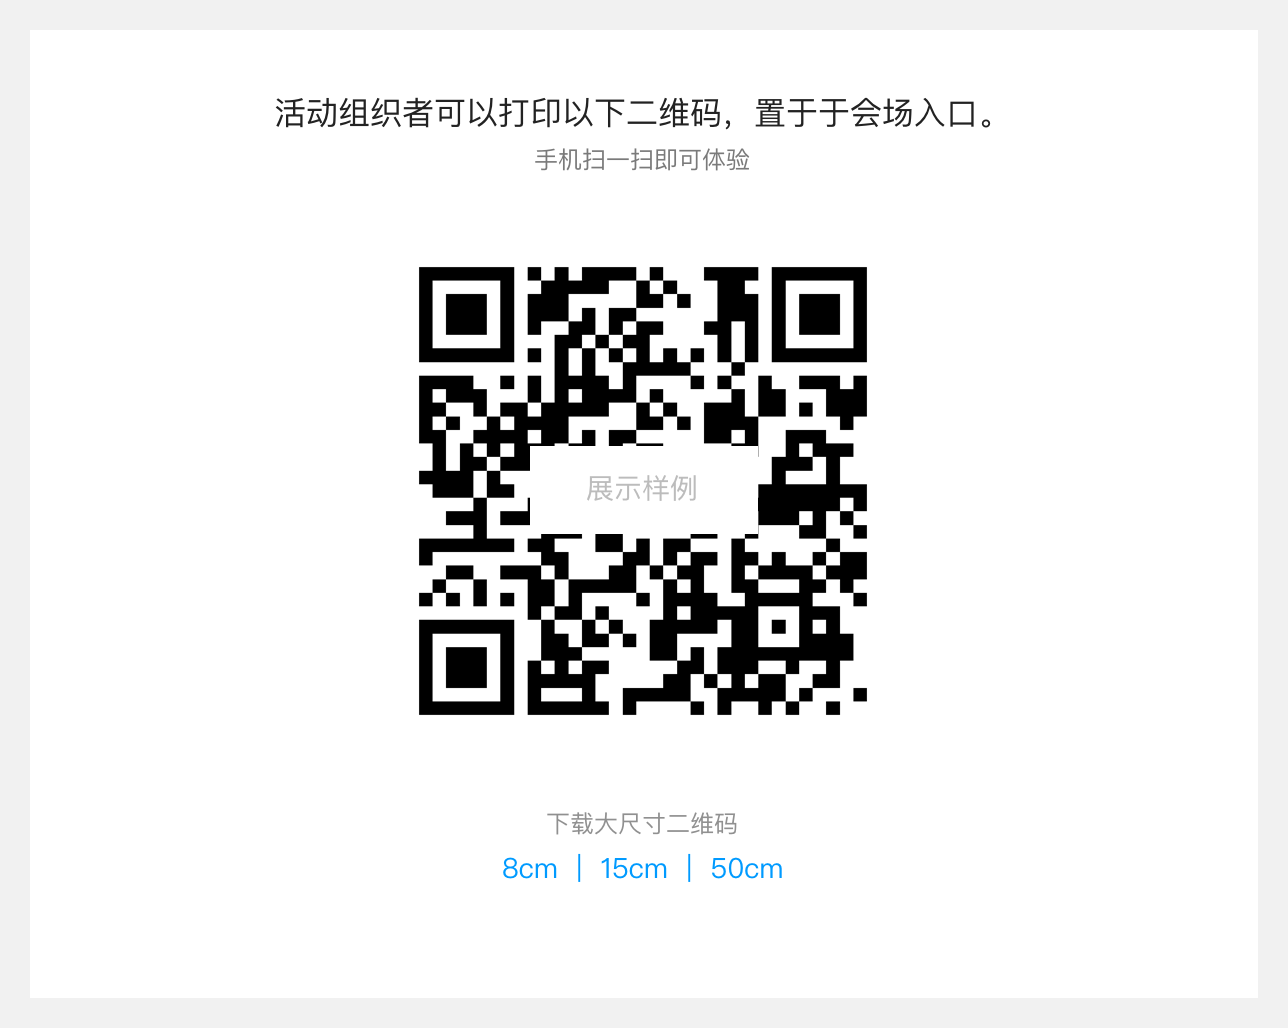 活动组织者可以打印以下二维码，置于于会场入口。
手机扫一扫即可体验
展示样例
下载大尺寸二维码
8cm | 15cm | 50cm